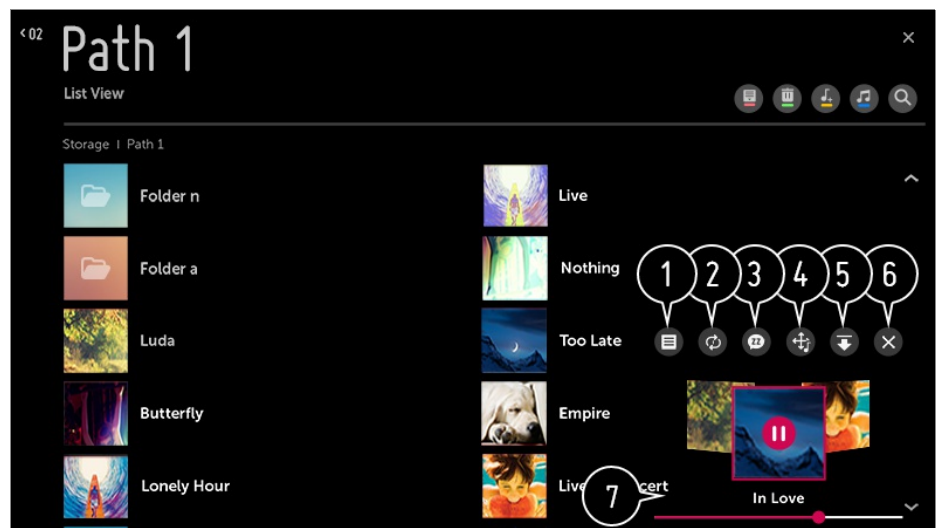 < 02
Path 1
List View
Storage | Path 1
Folder n
Folder a
Luda
Butterfly
Lonely Hour
Live
Nothing
Too Late
Empire
1 2 3 4 5 6
zz
In Love
7